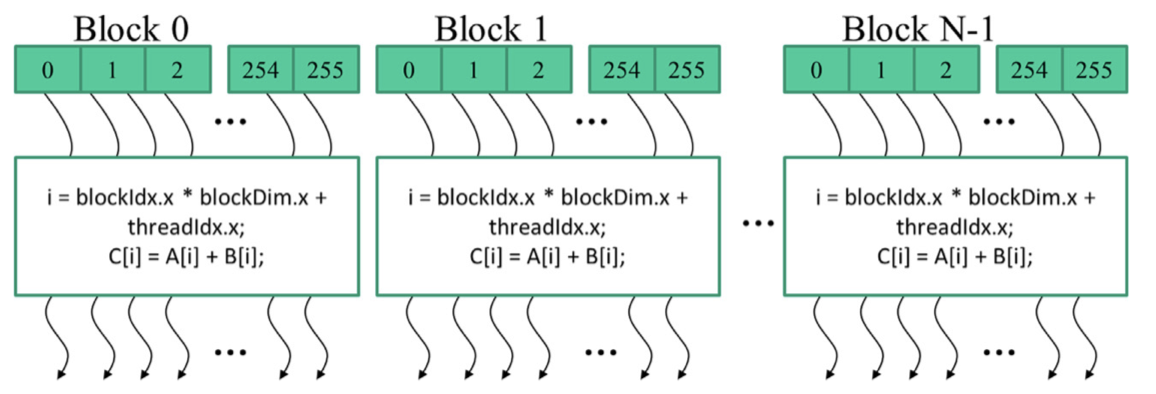 Block 0
0 1 2 254 255
...
i = blockIdx.x * blockDim.x +
threadIdx.x;
C[i] = A[i] + B[i];
...
Block 1
0 1 2 254 255
...
i = blockIdx.x * blockDim.x +
threadIdx.x;
C[i] = A[i] + B[i];
...
...
Block N-1
0 1 2 254 255
...
i = blockIdx.x * blockDim.x +
threadIdx.x;
C[i] = A[i] + B[i];
...